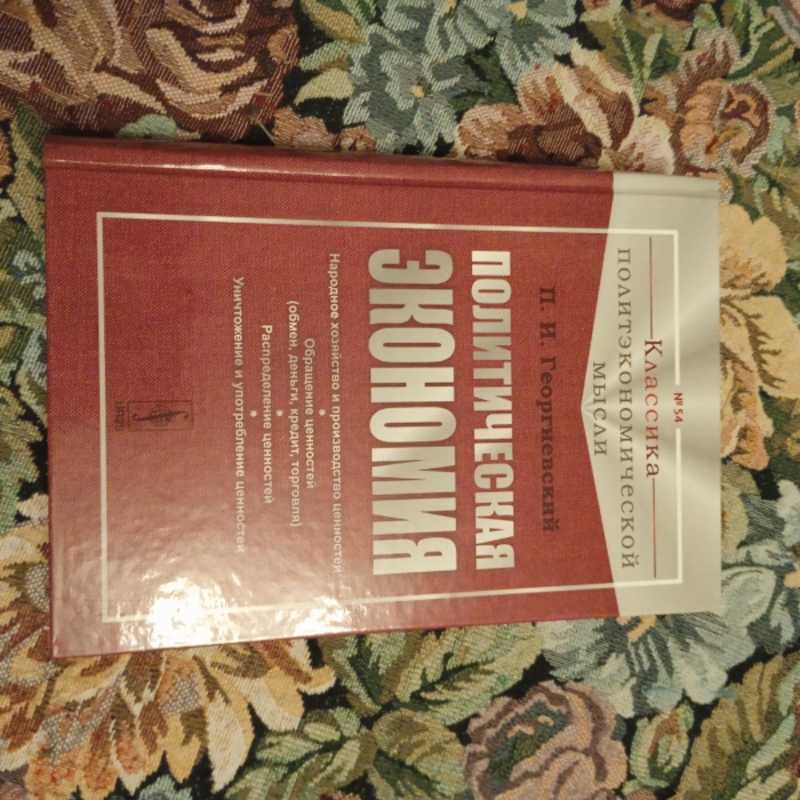 № 54
Классика
политэкономической
мысли
П. И. Георгиевский
ПОЛИТИЧЕСКАЯ
ЭКОНОМИЯ
Народное хозяйство и производство ценностей
•
Обращение ценностей
(обмен, деньги, кредит, торговля)
•
Распределение ценностей
•
Уничтожение и употребление ценностей
URSS